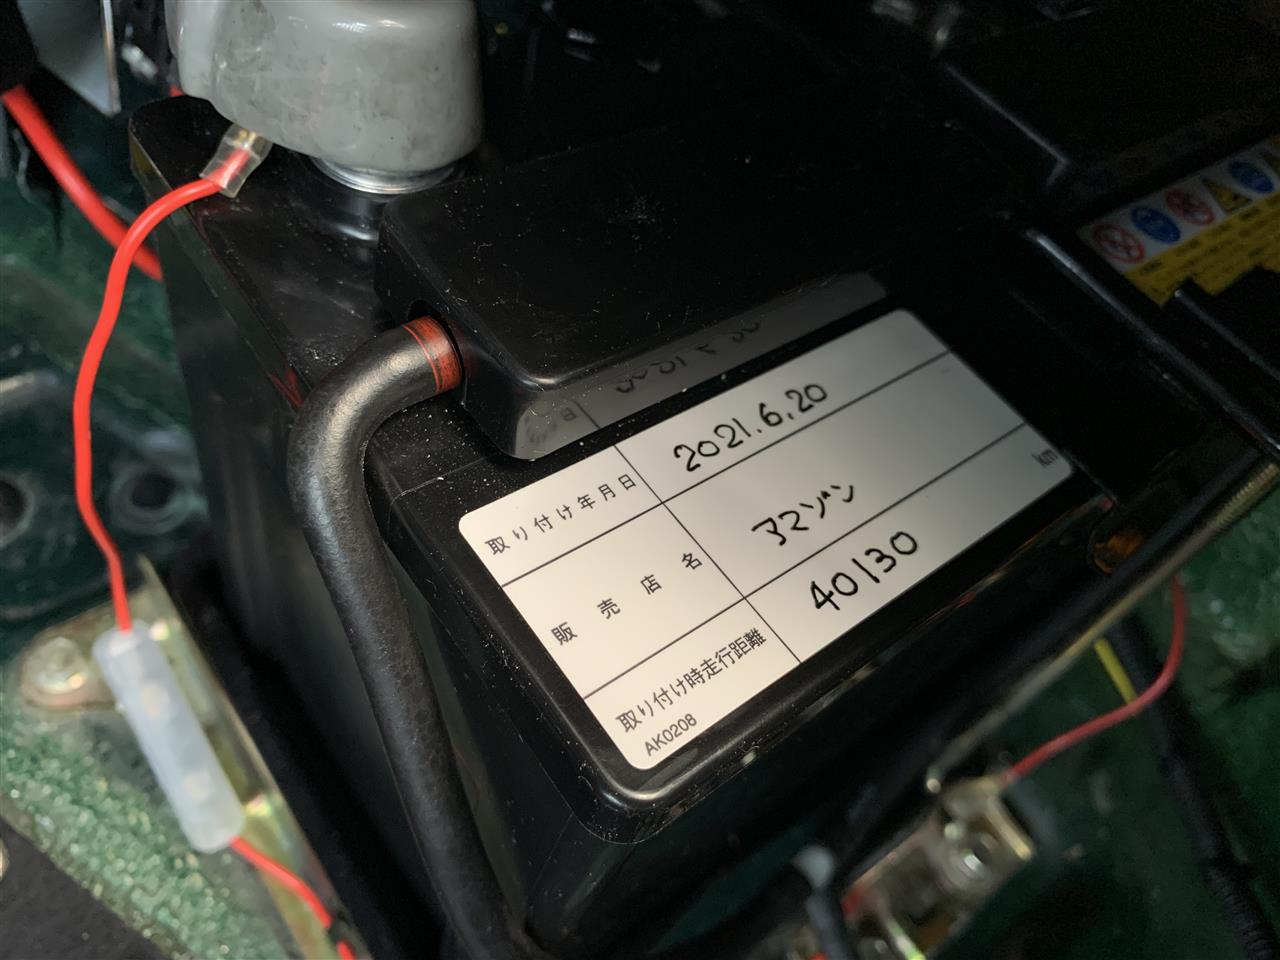 取り付け年月日 2021.6.20
販売店名 アマゾン
取り付け時走行距離 40130 km
AK0208